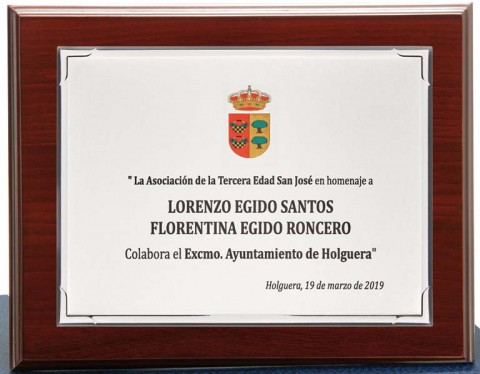 " La Asociación de la Tercera Edad San José en homenaje a
LORENZO EGIDO SANTOS
FLORENTINA EGIDO RONCERO
Colabora el Excmo. Ayuntamiento de Holguera"
Holguera, 19 de marzo de 2019